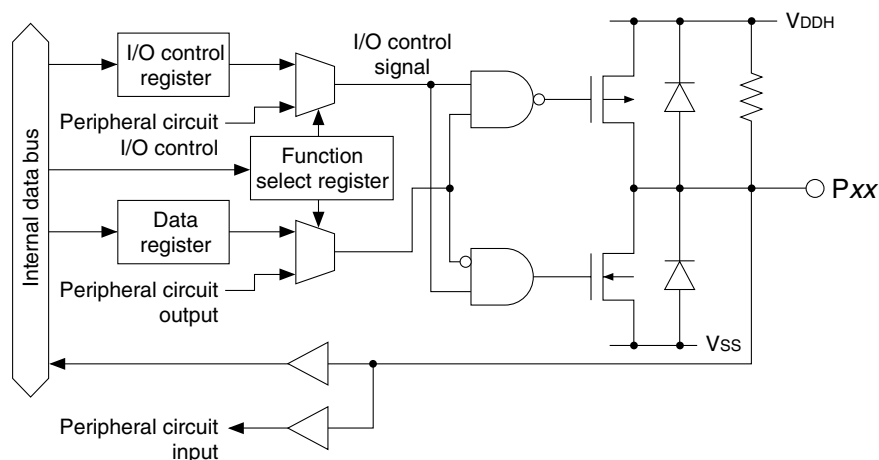 Internal data bus
I/O control
register
Peripheral circuit
I/O control
Function
select register
Data
register
Peripheral circuit
output
I/O control
signal
VDDH
Pxx
VSS
Peripheral circuit
input